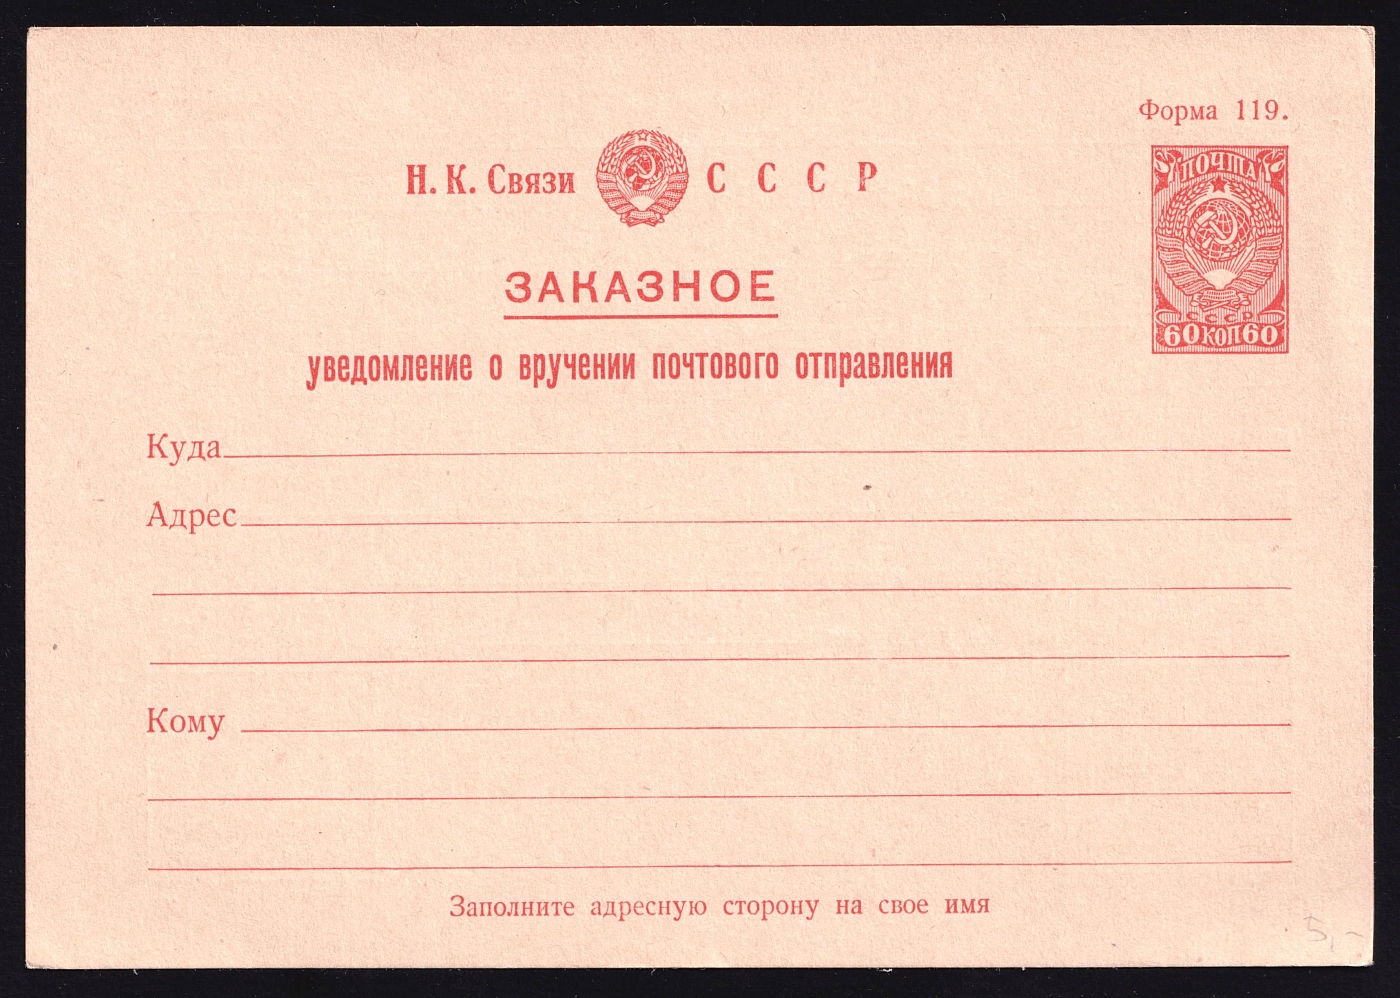 Форма 119.
Н. К. Связи С С С Р
ПОЧТА
СССР
60 КОП 60
ЗАКАЗНОЕ
уведомление о вручении почтового отправления
Куда
Адрес
Кому
Заполните адресную сторону на свое имя
5,-